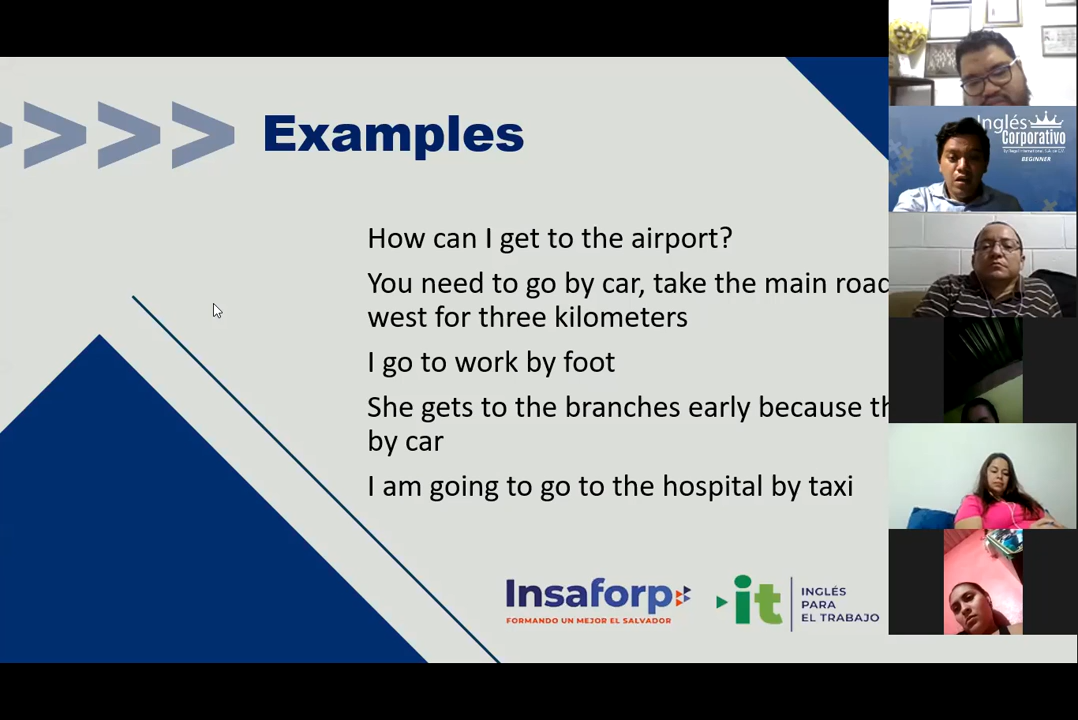 Examples
How can I get to the airport?
You need to go by car, take the main road
west for three kilometers
I go to work by foot
She gets to the branches early because
by car
I am going to go to the hospital by taxi
Insaforp
FORMANDO UN MEJOR EL SALVADOR
it
INGLÉS
PARA
EL TRABAJO
Inglés
Corporativo
BEGINNER